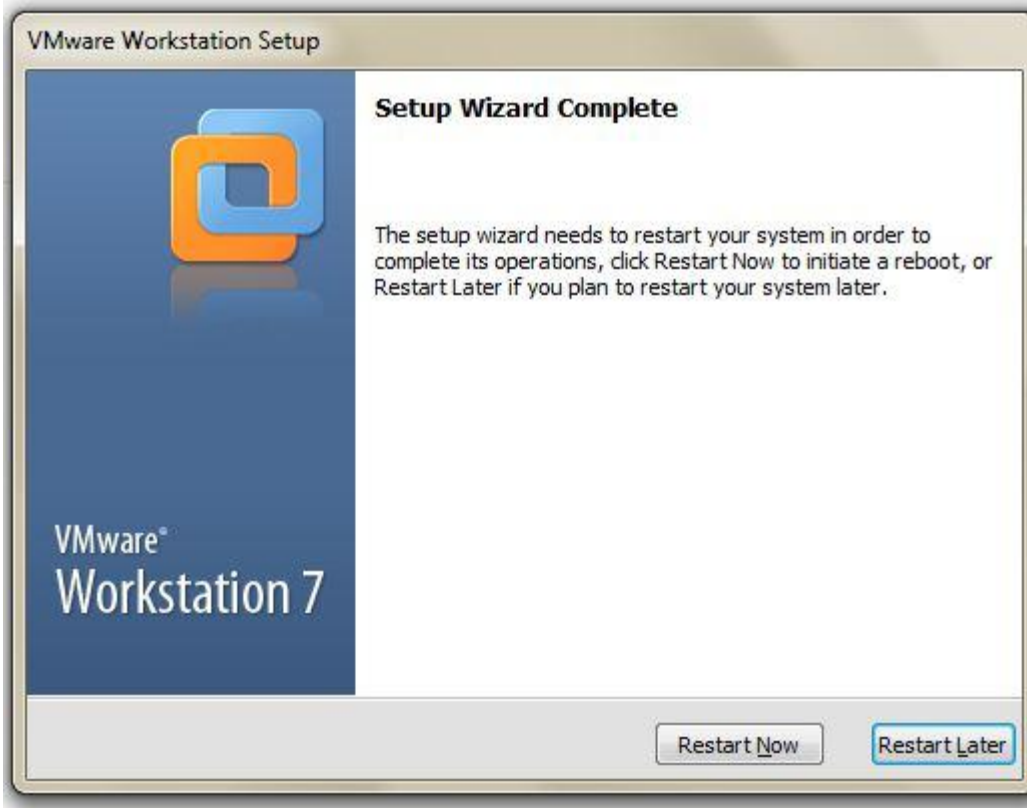 VMware Workstation Setup
Setup Wizard Complete
The setup wizard needs to restart your system in order to
complete its operations, click Restart Now to initiate a reboot, or
Restart Later if you plan to restart your system later.
VMware®
Workstation 7
Restart Now
Restart Later